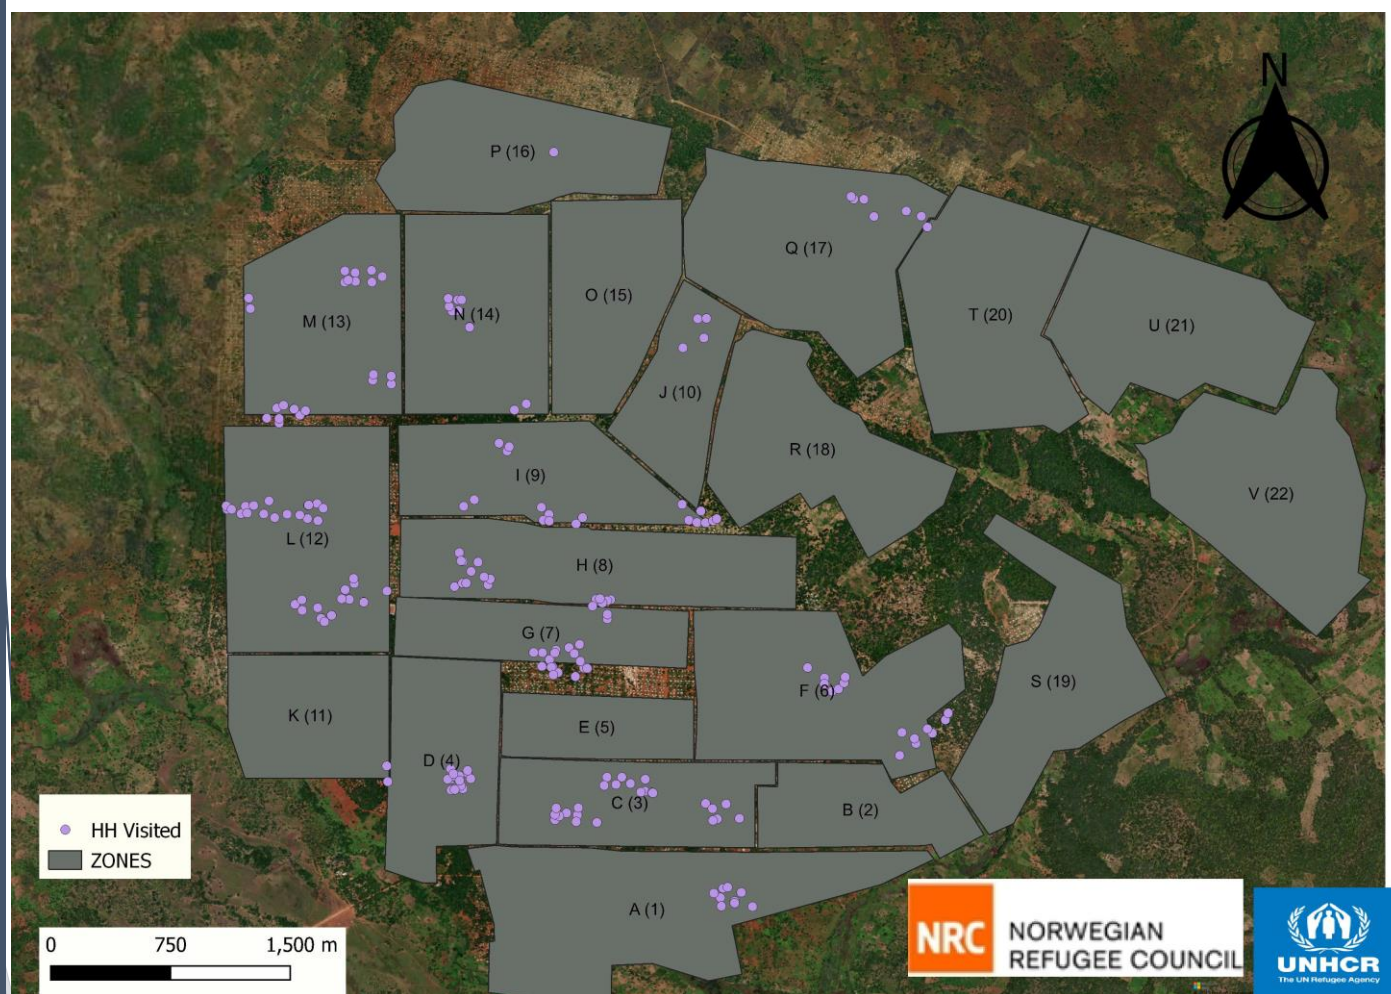 N
P (16)
Q (17)
O (15)
M (13)
N (14)
T (20)
U (21)
J (10)
R (18)
I (9)
V (22)
L (12)
H (8)
G (7)
F (6)
S (19)
K (11)
E (5)
D (4)
C (3)
B (2)
A (1)
HH Visited
ZONES
0 750 1,500 m
NRC
NORWEGIAN
REFUGEE COUNCIL
UNHCR
The UN Refugee Agency